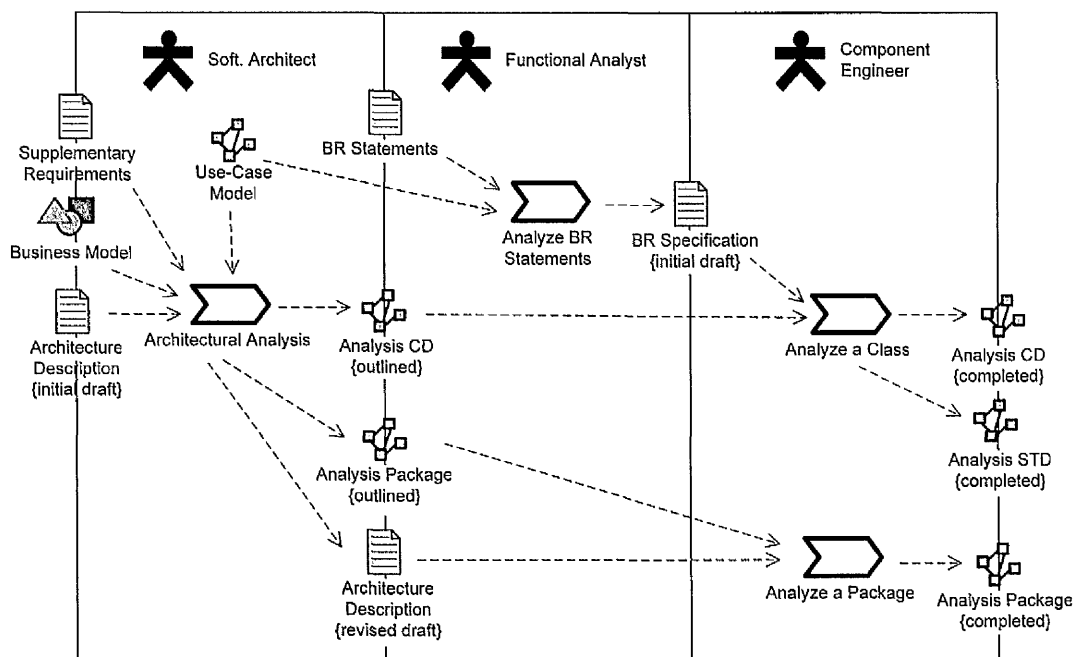 Soft. Architect
Functional Analyst
Component
Engineer
Supplementary
Requirements
Use-Case
Model
BR Statements
Business Model
Analyze BR
Statements
BR Specification
{initial draft}
Architecture
Description
{initial draft}
Architectural Analysis
Analysis CD
{outlined}
Analyze a Class
Analysis CD
{completed}
Analysis Package
{outlined}
Analysis STD
{completed}
Architecture
Description
{revised draft}
Analyze a Package
Analysis Package
{completed}